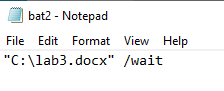 bat2 - Notepad
File Edit Format View Help
"C:\lab3.docx" /wait